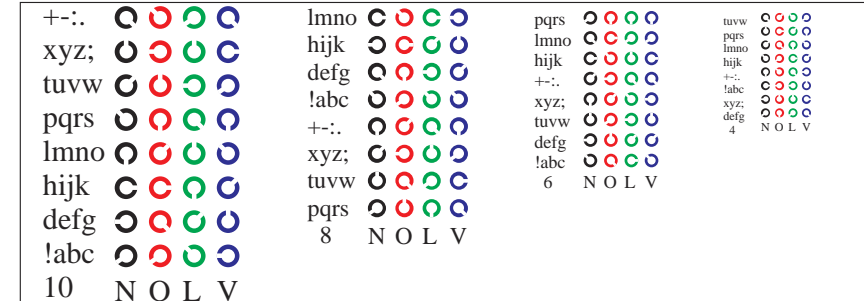 +-:.
xyz;
tuvw
pqrs
lmno
hijk
defg
!abc
10 N O L V
lmno
hijk
defg
!abc
+-:.
xyz;
tuvw
pqrs
8 N O L V
pqrs
lmno
hijk
+-:.
xyz;
tuvw
defg
!abc
6 N O L V
tuvw
pqrs
lmno
hijk
+-:.
!abc
xyz;
defg
4 N O L V